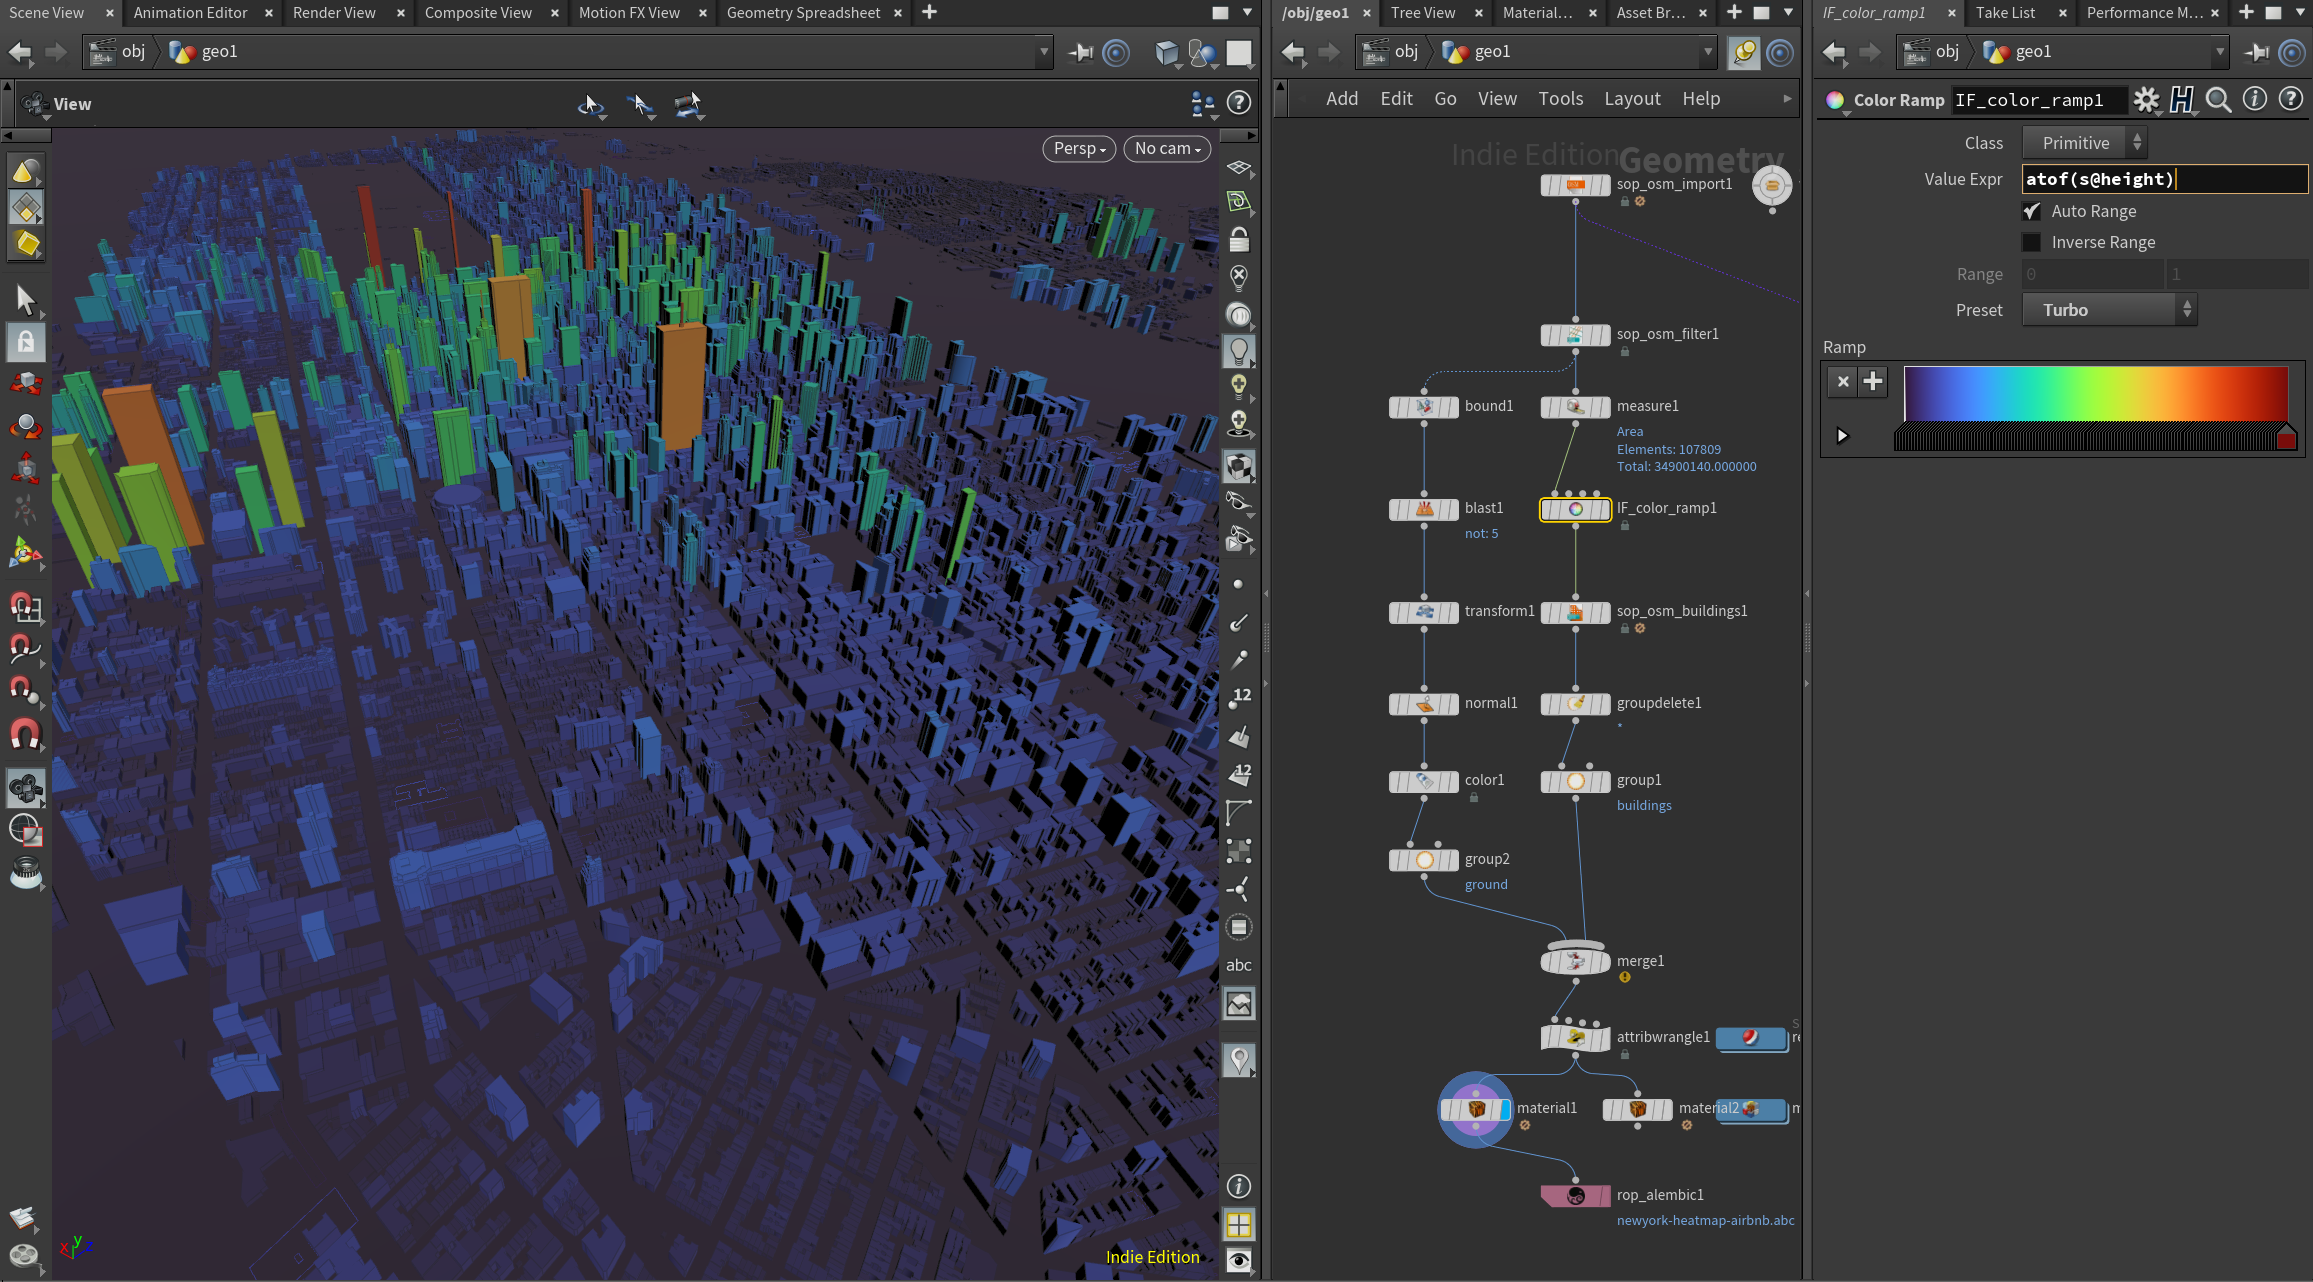 Scene View
Animation Editor
Render View
Composite View
Motion FX View
Geometry Spreadsheet
obj
geo1
View
Persp
No cam
12
12
abc
y
x
z
Indie Edition
/obj/geo1
Tree View
Material...
Asset Br...
obj
geo1
Add
Edit
Go
View
Tools
Layout
Help
Indie Edition
Geometry
sop_osm_import1
sop_osm_filter1
bound1
measure1
Area
Elements: 107809
Total: 34900140.000000
blast1
not: 5
IF_color_ramp1
transform1
sop_osm_buildings1
normal1
groupdelete1
*
color1
group1
buildings
group2
ground
merge1
attribwrangle1
re
material1
material2
rop_alembic1
newyork-heatmap-airbnb.abc
IF_color_ramp1
Take List
Performance M...
obj
geo1
Color Ramp
IF_color_ramp1
Class
Primitive
Value Expr
atof(s@height)
Auto Range
Inverse Range
Range
0
1
Preset
Turbo
Ramp